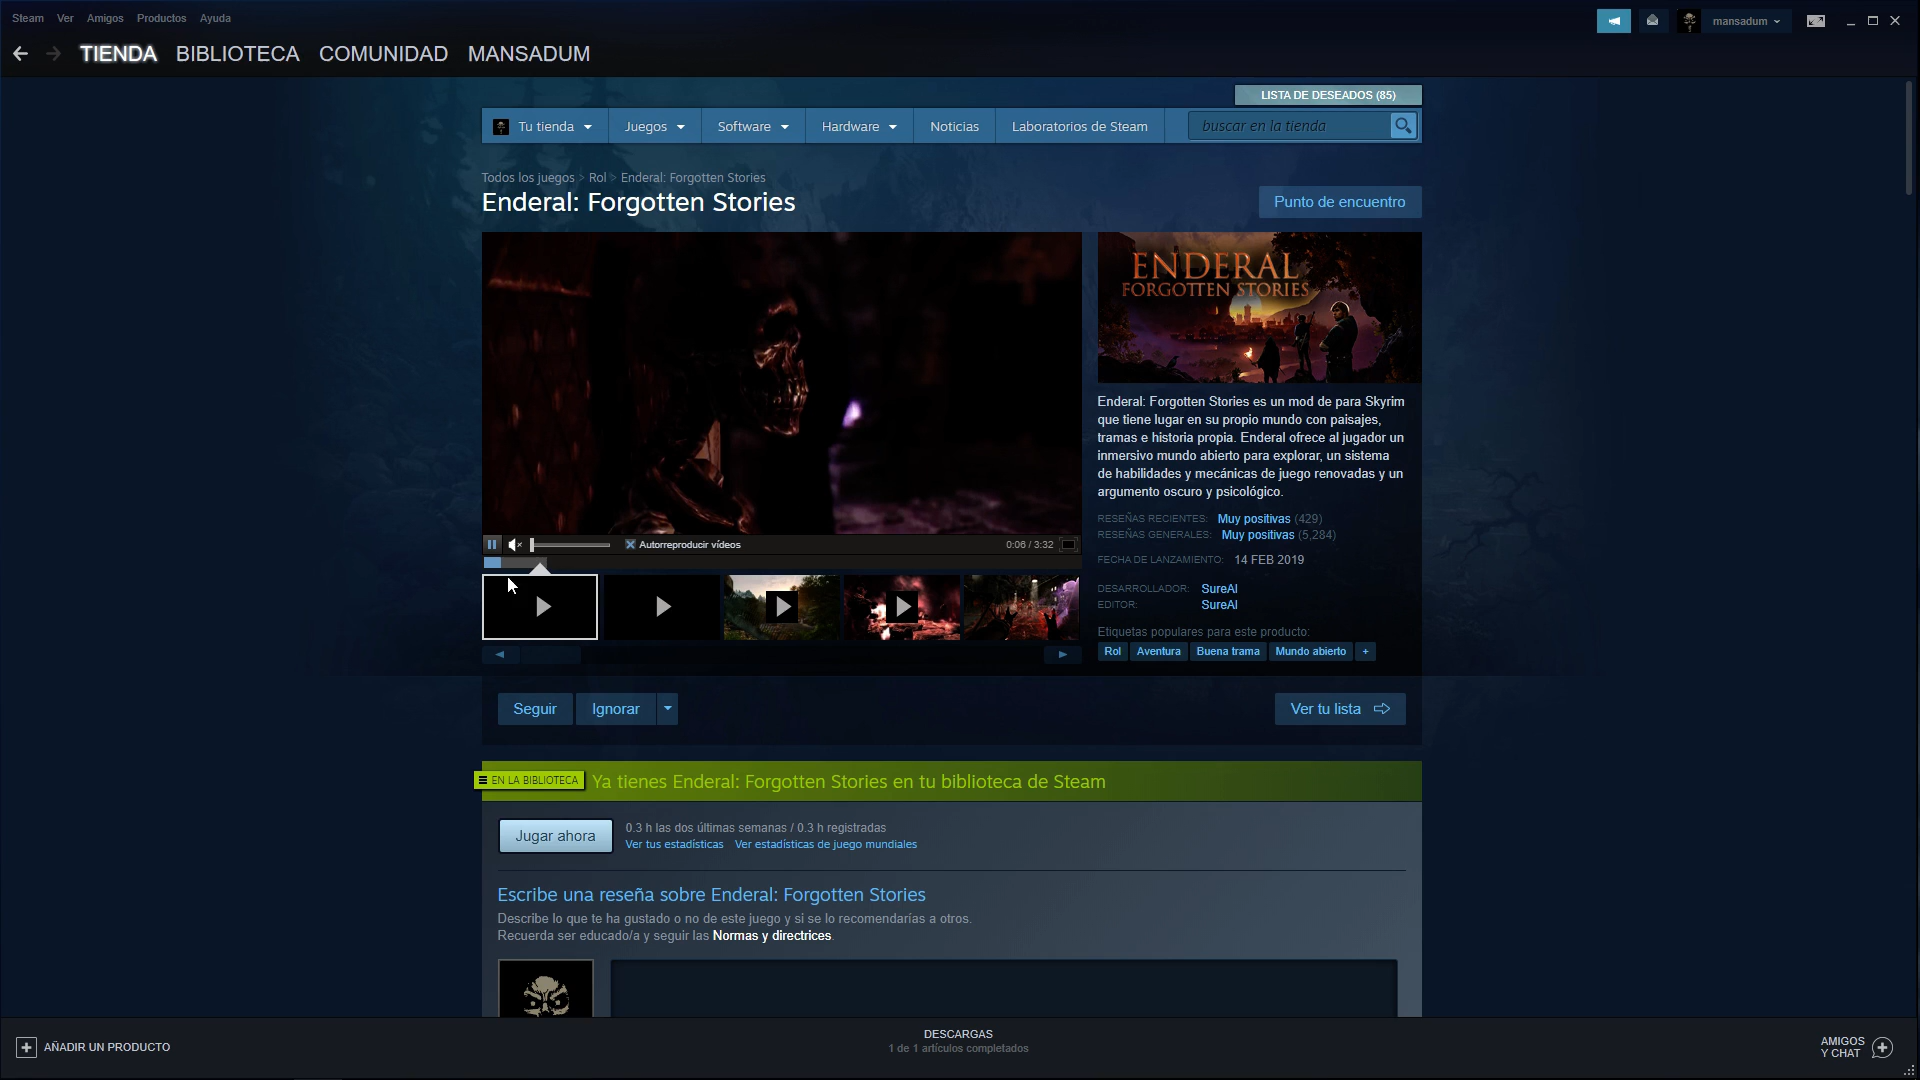 Steam Ver Amigos Productos Ayuda
mansadum
TIENDA BIBLIOTECA COMUNIDAD MANSADUM
LISTA DE DESEADOS (85)
Tu tienda Juegos Software Hardware Noticias Laboratorios de Steam buscar en la tienda
Todos los juegos > Rol > Enderal: Forgotten Stories
Enderal: Forgotten Stories
Punto de encuentro
ENDERAL
FORGOTTEN STORIES
Enderal: Forgotten Stories es un mod de para Skyrim
que tiene lugar en su propio mundo con paisajes,
tramas e historia propia. Enderal ofrece al jugador un
inmersivo mundo abierto para explorar, un sistema
de habilidades y mecánicas de juego renovadas y un
argumento oscuro y psicológico.
RESEÑAS RECIENTES: Muy positivas (429)
RESEÑAS GENERALES: Muy positivas (5,284)
FECHA DE LANZAMIENTO: 14 FEB 2019
DESARROLLADOR: SureAI
EDITOR: SureAI
Etiquetas populares para este producto:
Rol Aventura Buena trama Mundo abierto +
Autorreproducir vídeos 0:06 / 3:32
Seguir Ignorar
Ver tu lista
EN LA BIBLIOTECA
Ya tienes Enderal: Forgotten Stories en tu biblioteca de Steam
Jugar ahora
0.3 h las dos últimas semanas / 0.3 h registradas
Ver tus estadísticas Ver estadísticas de juego mundiales
Escribe una reseña sobre Enderal: Forgotten Stories
Describe lo que te ha gustado o no de este juego y si se lo recomendarías a otros.
Recuerda ser educado/a y seguir las Normas y directrices.
AÑADIR UN PRODUCTO
DESCARGAS
1 de 1 artículos completados
AMIGOS
Y CHAT